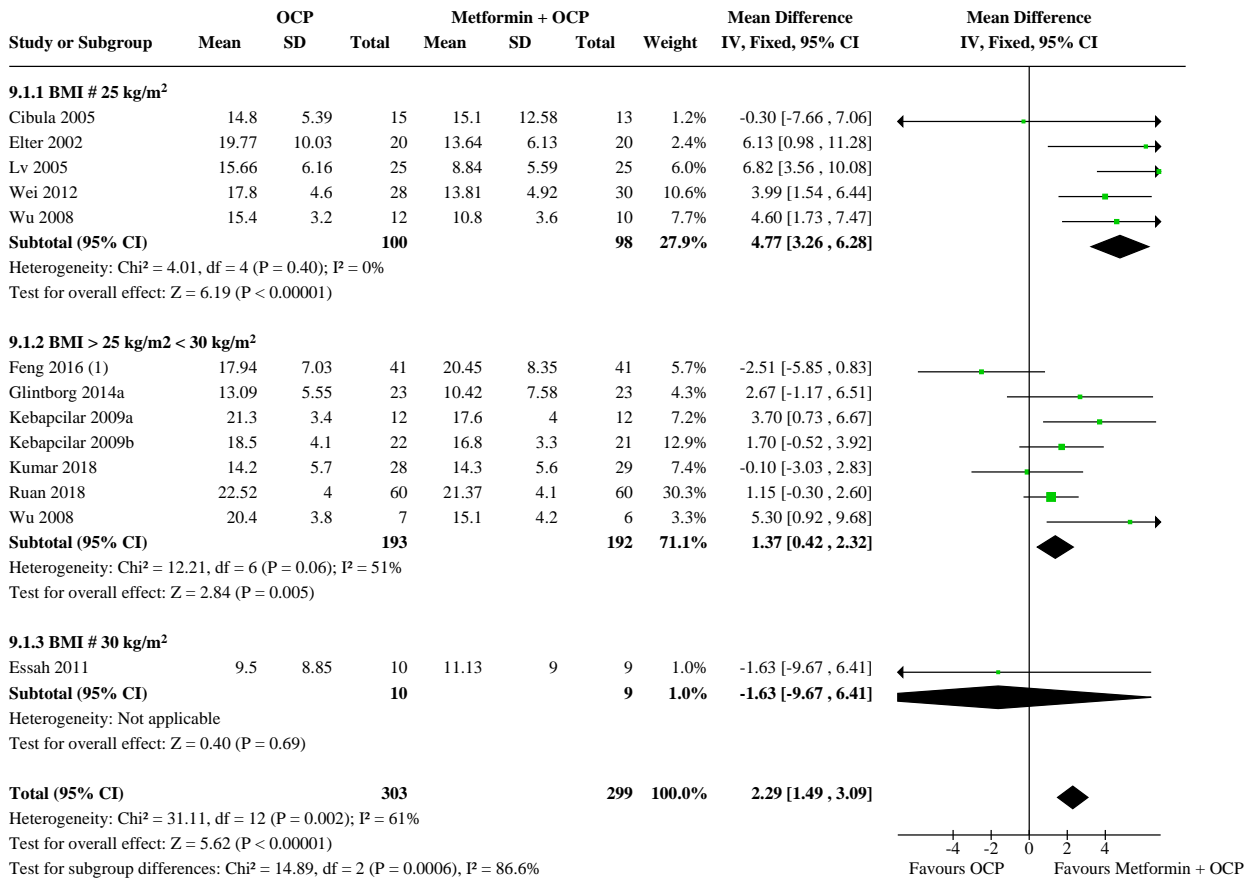 OCP Metformin + OCP Mean Difference Mean Difference
Study or Subgroup Mean SD Total Mean SD Total Weight IV, Fixed, 95% CI IV, Fixed, 95% CI
9.1.1 BMI # 25 kg/m²
Cibula 2005 14.8 5.39 15 15.1 12.58 13 1.2% -0.30 [-7.66 , 7.06]
Elter 2002 19.77 10.03 20 13.64 6.13 20 2.4% 6.13 [0.98 , 11.28]
Lv 2005 15.66 6.16 25 8.84 5.59 25 6.0% 6.82 [3.56 , 10.08]
Wei 2012 17.8 4.6 28 13.81 4.92 30 10.6% 3.99 [1.54 , 6.44]
Wu 2008 15.4 3.2 12 10.8 3.6 10 7.7% 4.60 [1.73 , 7.47]
Subtotal (95% CI) 100 98 27.9% 4.77 [3.26 , 6.28]
Heterogeneity: Chi² = 4.01, df = 4 (P = 0.40); I² = 0%
Test for overall effect: Z = 6.19 (P < 0.00001)
9.1.2 BMI > 25 kg/m2 < 30 kg/m²
Feng 2016 (1) 17.94 7.03 41 20.45 8.35 41 5.7% -2.51 [-5.85 , 0.83]
Glintborg 2014a 13.09 5.55 23 10.42 7.58 23 4.3% 2.67 [-1.17 , 6.51]
Kebapcilar 2009a 21.3 3.4 12 17.6 4 12 7.2% 3.70 [0.73 , 6.67]
Kebapcilar 2009b 18.5 4.1 22 16.8 3.3 21 12.9% 1.70 [-0.52 , 3.92]
Kumar 2018 14.2 5.7 28 14.3 5.6 29 7.4% -0.10 [-3.03 , 2.83]
Ruan 2018 22.52 4 60 21.37 4.1 60 30.3% 1.15 [-0.30 , 2.60]
Wu 2008 20.4 3.8 7 15.1 4.2 6 3.3% 5.30 [0.92 , 9.68]
Subtotal (95% CI) 193 192 71.1% 1.37 [0.42 , 2.32]
Heterogeneity: Chi² = 12.21, df = 6 (P = 0.06); I² = 51%
Test for overall effect: Z = 2.84 (P = 0.005)
9.1.3 BMI # 30 kg/m²
Essah 2011 9.5 8.85 10 11.13 9 9 1.0% -1.63 [-9.67 , 6.41]
Subtotal (95% CI) 10 9 1.0% -1.63 [-9.67 , 6.41]
Heterogeneity: Not applicable
Test for overall effect: Z = 0.40 (P = 0.69)
Total (95% CI) 303 299 100.0% 2.29 [1.49 , 3.09]
Heterogeneity: Chi² = 31.11, df = 12 (P = 0.002); I² = 61%
Test for overall effect: Z = 5.62 (P < 0.00001)
-4 -2 0 2 4
Test for subgroup differences: Chi² = 14.89, df = 2 (P = 0.0006), I² = 86.6% Favours OCP Favours Metformin + OCP